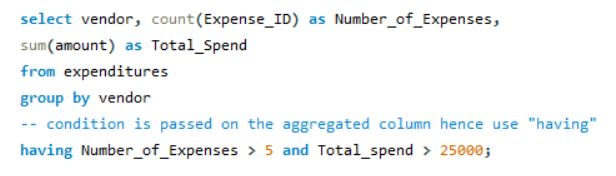 select vendor, count(Expense_ID) as Number_of_Expenses,
sum(amount) as Total_Spend
from expenditures
group by vendor
-- condition is passed on the aggregated column hence use "having"
having Number_of_Expenses > 5 and Total_spend > 25000;